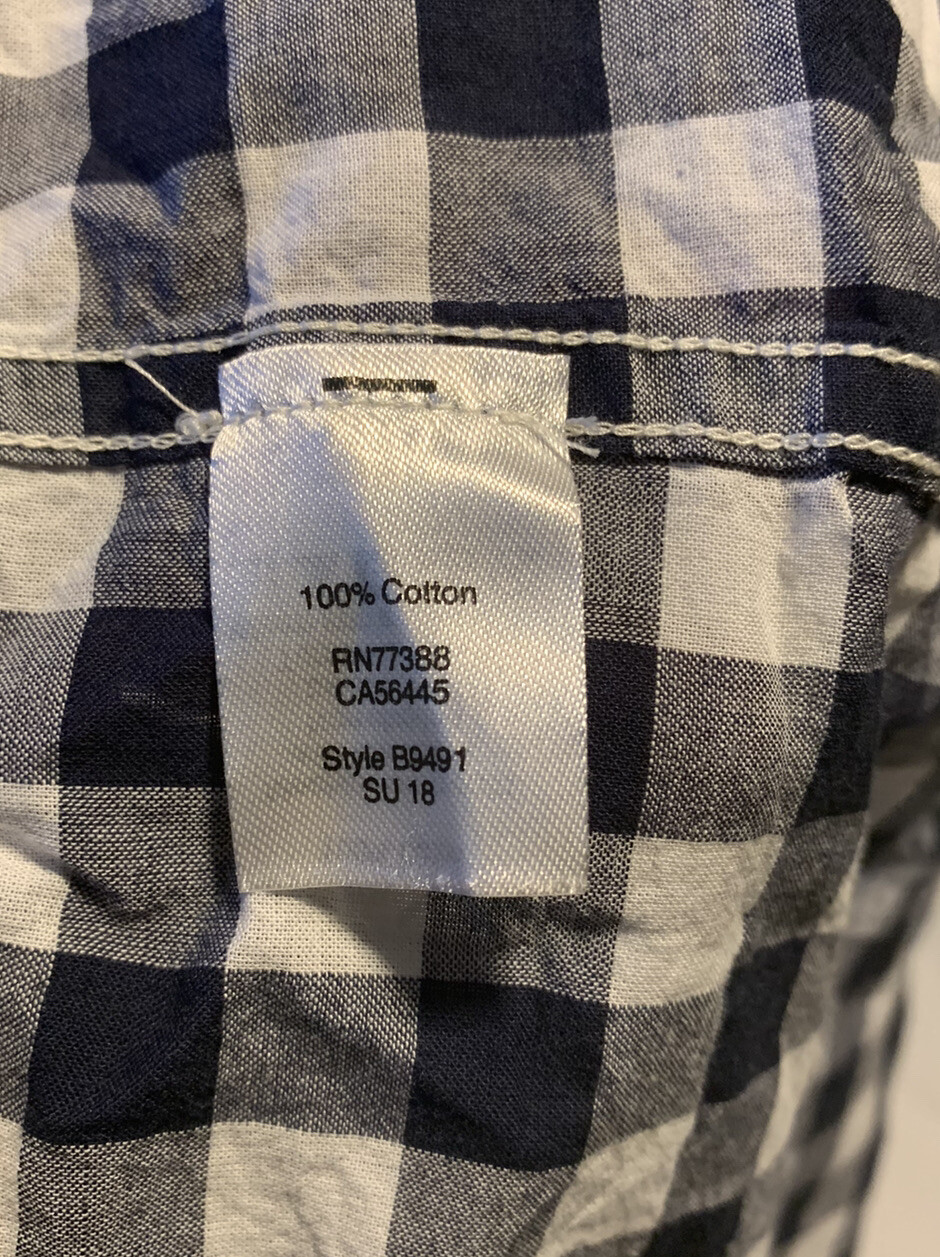 100% Cotton
RN77388
CA56445
Style B9491
SU 18